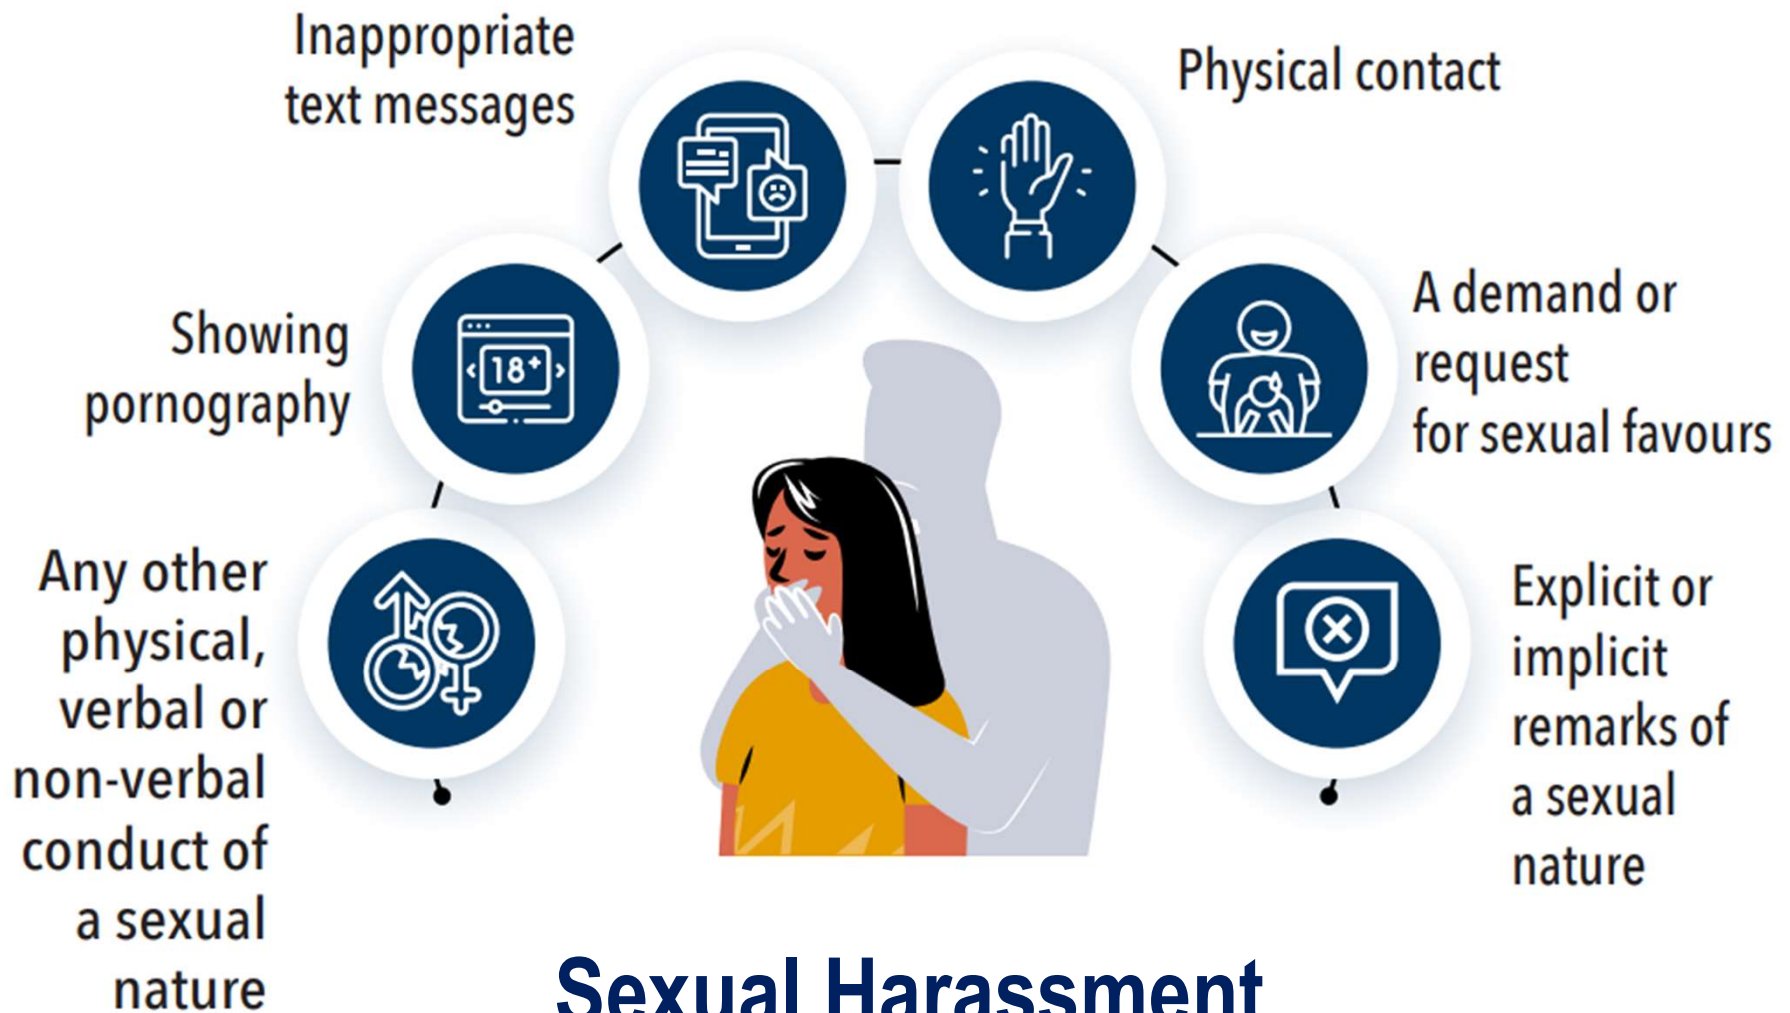 Inappropriate
text messages
Physical contact
Showing
pornography
18+
A demand or
request
for sexual favours
Any other
physical,
verbal or
non-verbal
conduct of
a sexual
nature
Explicit or
implicit
remarks of
a sexual
nature
Sexual Harassment